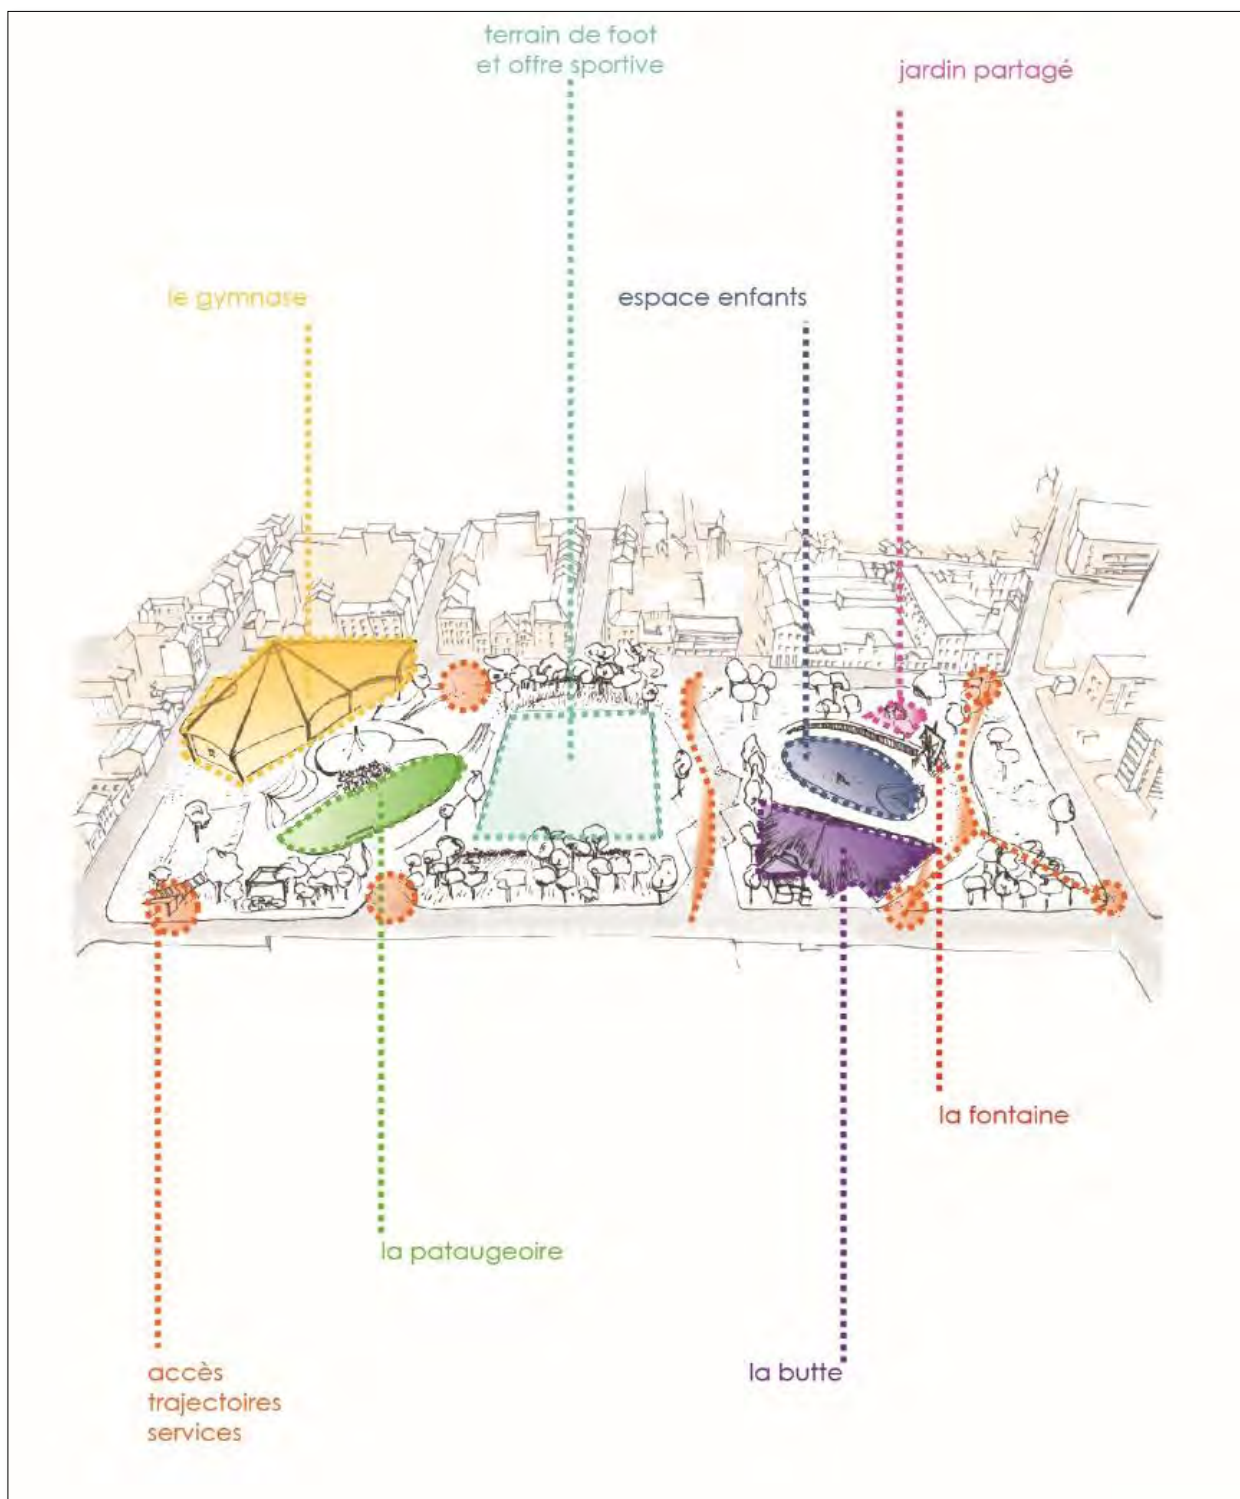 terrain de foot
et offre sportive
jardin partagé
le gymnase
espace enfants
la fontaine
la pataugeoire
la butte
accès
trajectoires
services